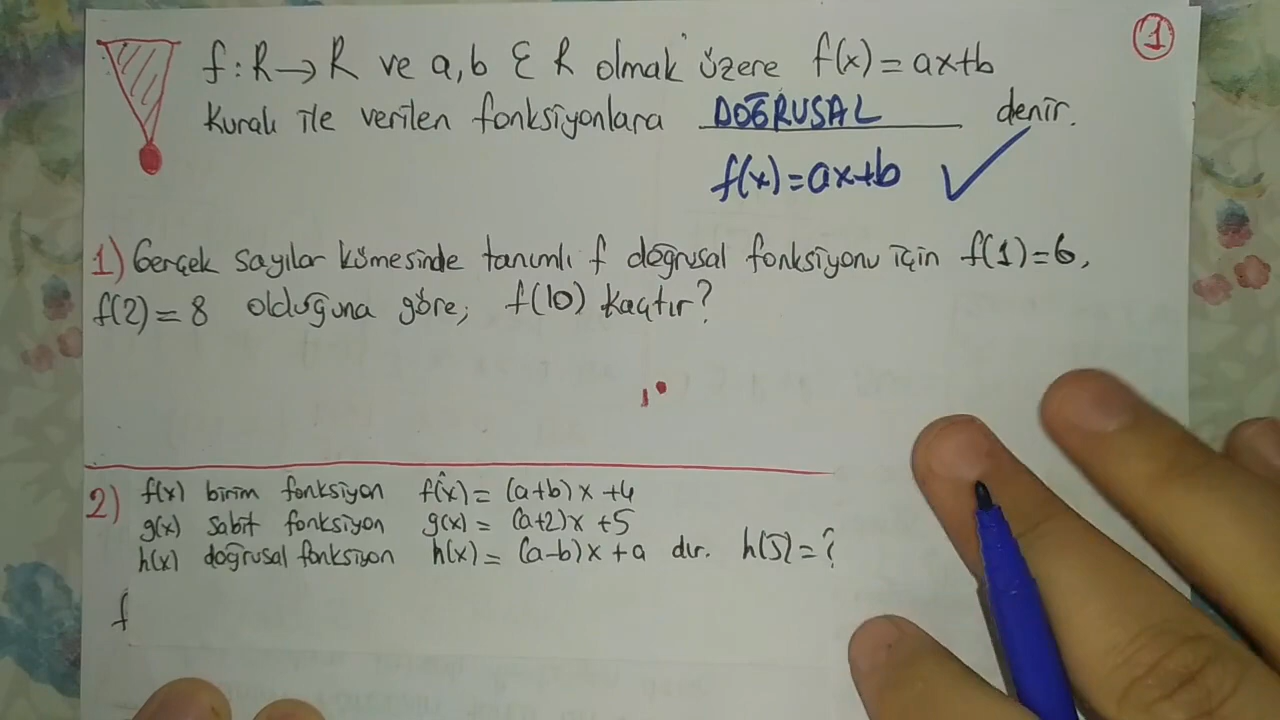 1
f:R→R ve a,b ∈ R olmak üzere f(x)=ax+b
Kuralı ile verilen fonksiyonlara DOĞRUSAL denir.
f(x)=ax+b ✓
1) Gerçek sayılar kümesinde tanımlı f doğrusal fonksiyonu için f(1)=6,
f(2)=8 olduğuna göre, f(10) kaçtır?
2) f(x) birim fonksiyon f(x)=(a+b)x+4
g(x) sabit fonksiyon g(x)=(a+2)x+5
h(x) doğrusal fonksiyon h(x)=(a-b)x+a dır. h(5)=?
f